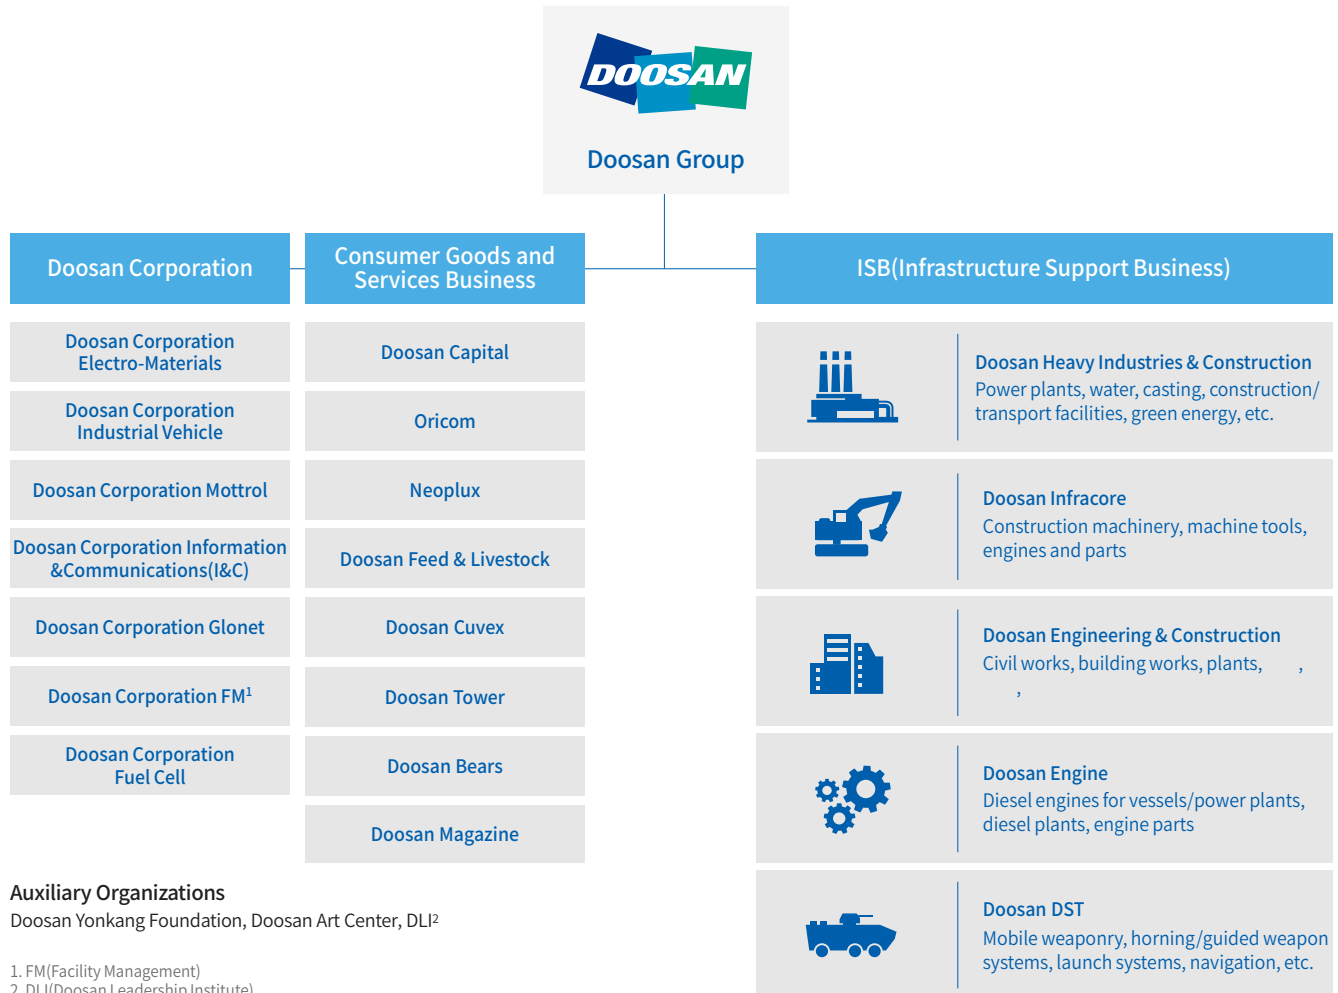 DOOSAN
Doosan Group
Doosan Corporation
Doosan Corporation
Electro-Materials
Doosan Corporation
Industrial Vehicle
Doosan Corporation Mottrol
Doosan Corporation Information
&Communications(I&C)
Doosan Corporation Glonet
Doosan Corporation FM1
Doosan Corporation
Fuel Cell
Consumer Goods and
Services Business
Doosan Capital
Oricom
Neoplux
Doosan Feed & Livestock
Doosan Cuvex
Doosan Tower
Doosan Bears
Doosan Magazine
ISB(Infrastructure Support Business)
Doosan Heavy Industries & Construction
Power plants, water, casting, construction/
transport facilities, green energy, etc.
Doosan Infracore
Construction machinery, machine tools,
engines and parts
Doosan Engineering & Construction
Civil works, building works, plants, ,
,
Doosan Engine
Diesel engines for vessels/power plants,
diesel plants, engine parts
Doosan DST
Mobile weaponry, horning/guided weapon
systems, launch systems, navigation, etc.
Auxiliary Organizations
Doosan Yonkang Foundation, Doosan Art Center, DLI2
1. FM(Facility Management)
2. DLI(Doosan Leadership Institute)